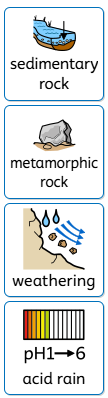 sedimentary
rock
metamorphic
rock
weathering
pH1→6
acid rain